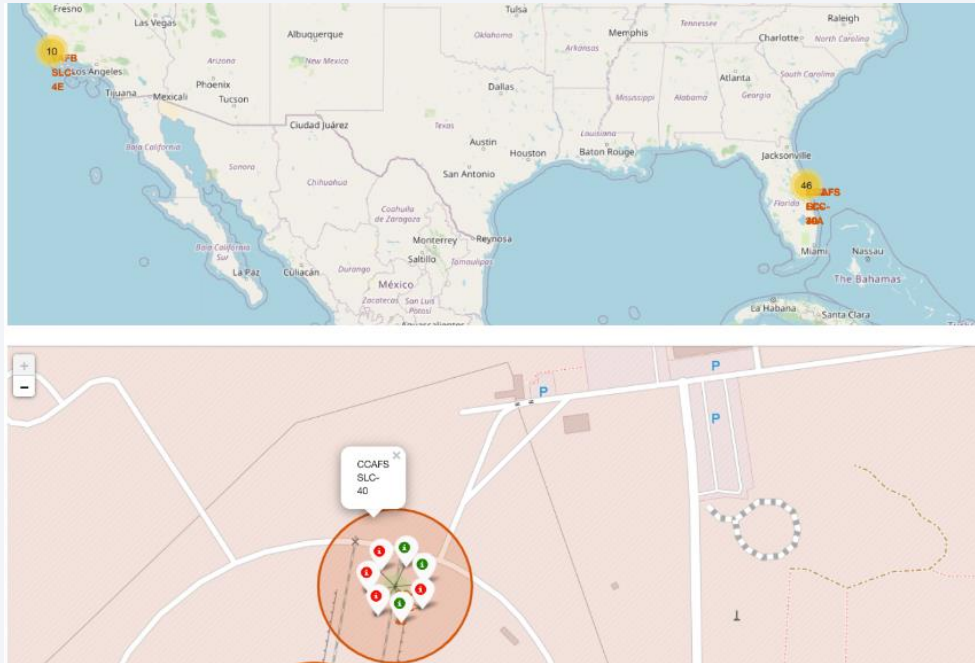 Fresno
Las Vegas
Tulsa
Raleigh
Albuquerque
Oklahoma
Memphis
Tennessee
Charlotte
North Carolina
10
Arizona
New Mexico
Arkansas
SLC-
4E
Los Angeles
Phoenix
Dallas
Atlanta
South Carolina
Tijuana
Mexicali
Tucson
Mississippi
Alabama
Georgia
Ciudad Juárez
Texas
Louisiana
Austin
Houston
Baton Rouge
Jacksonville
Baja California
Sonora
San Antonio
Chihuahua
46
Florida
Coahuila
de Zaragoza
Monterrey
Reynosa
Miami
Nassau
Baja California
Sur
Saltillo
Tamaulipas
La Paz
Culiacán
Durango
México
The Bahamas
Zacatecas
San Luis
Potosí
La Habana
Santa Clara
Aguascalientes
+
−
P
P
P
CCAFS
SLC-
40
×